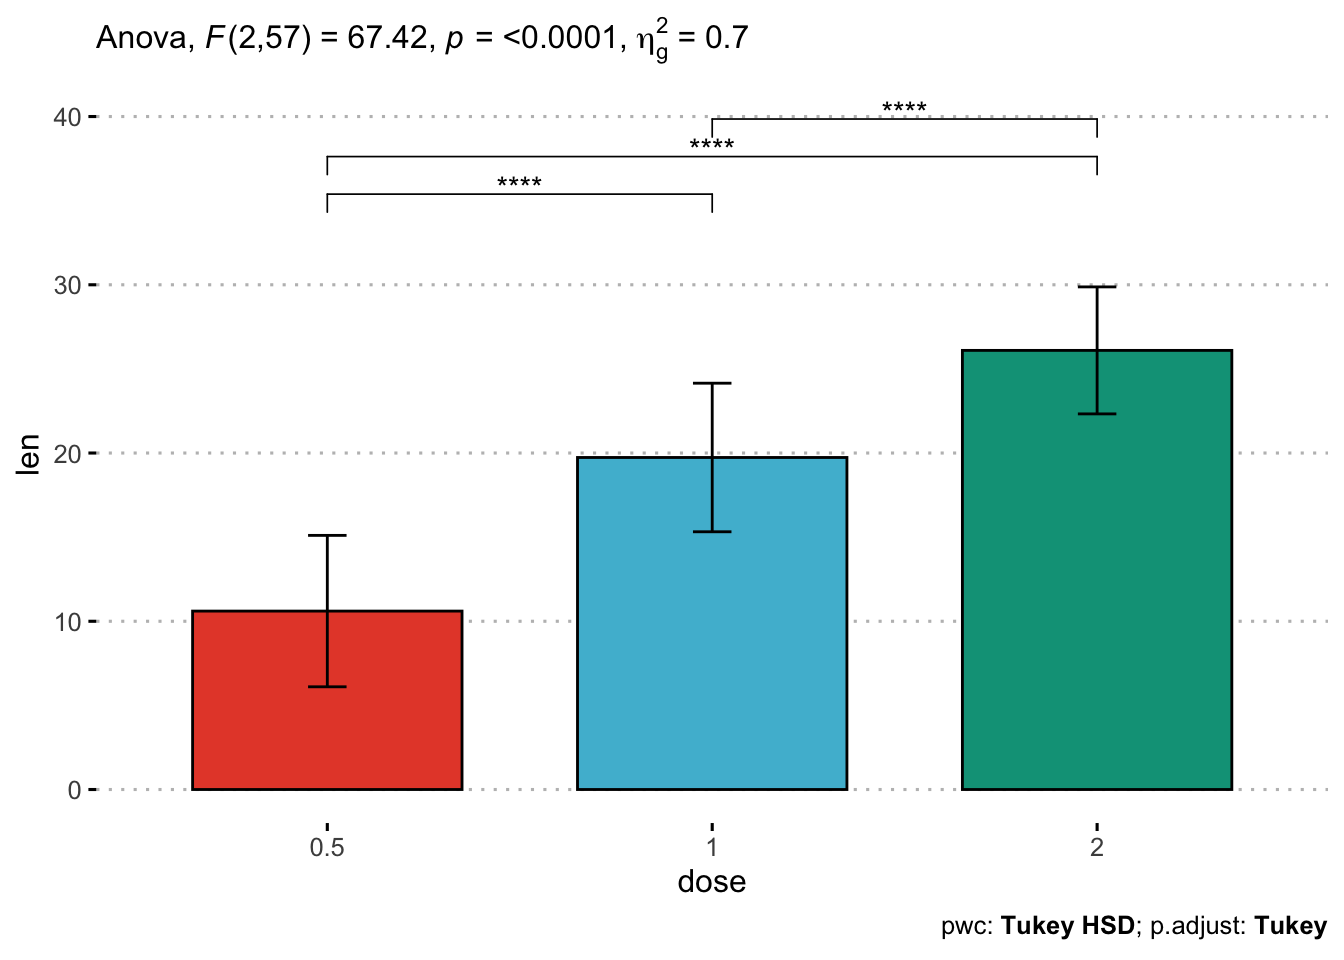 Anova, F(2,57) = 67.42, p = <0.0001, η²g = 0.7
40
****
****
****
30
20
10
0
len
0.5 1 2
dose
pwc: Tukey HSD; p.adjust: Tukey